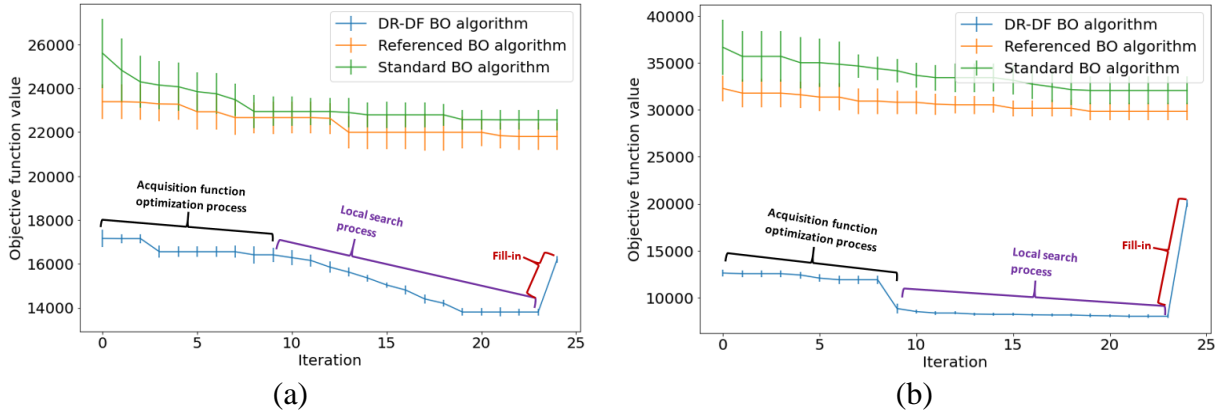 DR-DF BO algorithm
Referenced BO algorithm
Standard BO algorithm
26000
24000
22000
20000
18000
16000
14000
Objective function value
Acquisition function
optimization process
Local search
process
Fill-in
0
5
10
15
20
25
Iteration
(a)
DR-DF BO algorithm
Referenced BO algorithm
Standard BO algorithm
40000
35000
30000
25000
20000
15000
10000
Objective function value
Acquisition function
optimization process
Local search
process
Fill-in
0
5
10
15
20
25
Iteration
(b)